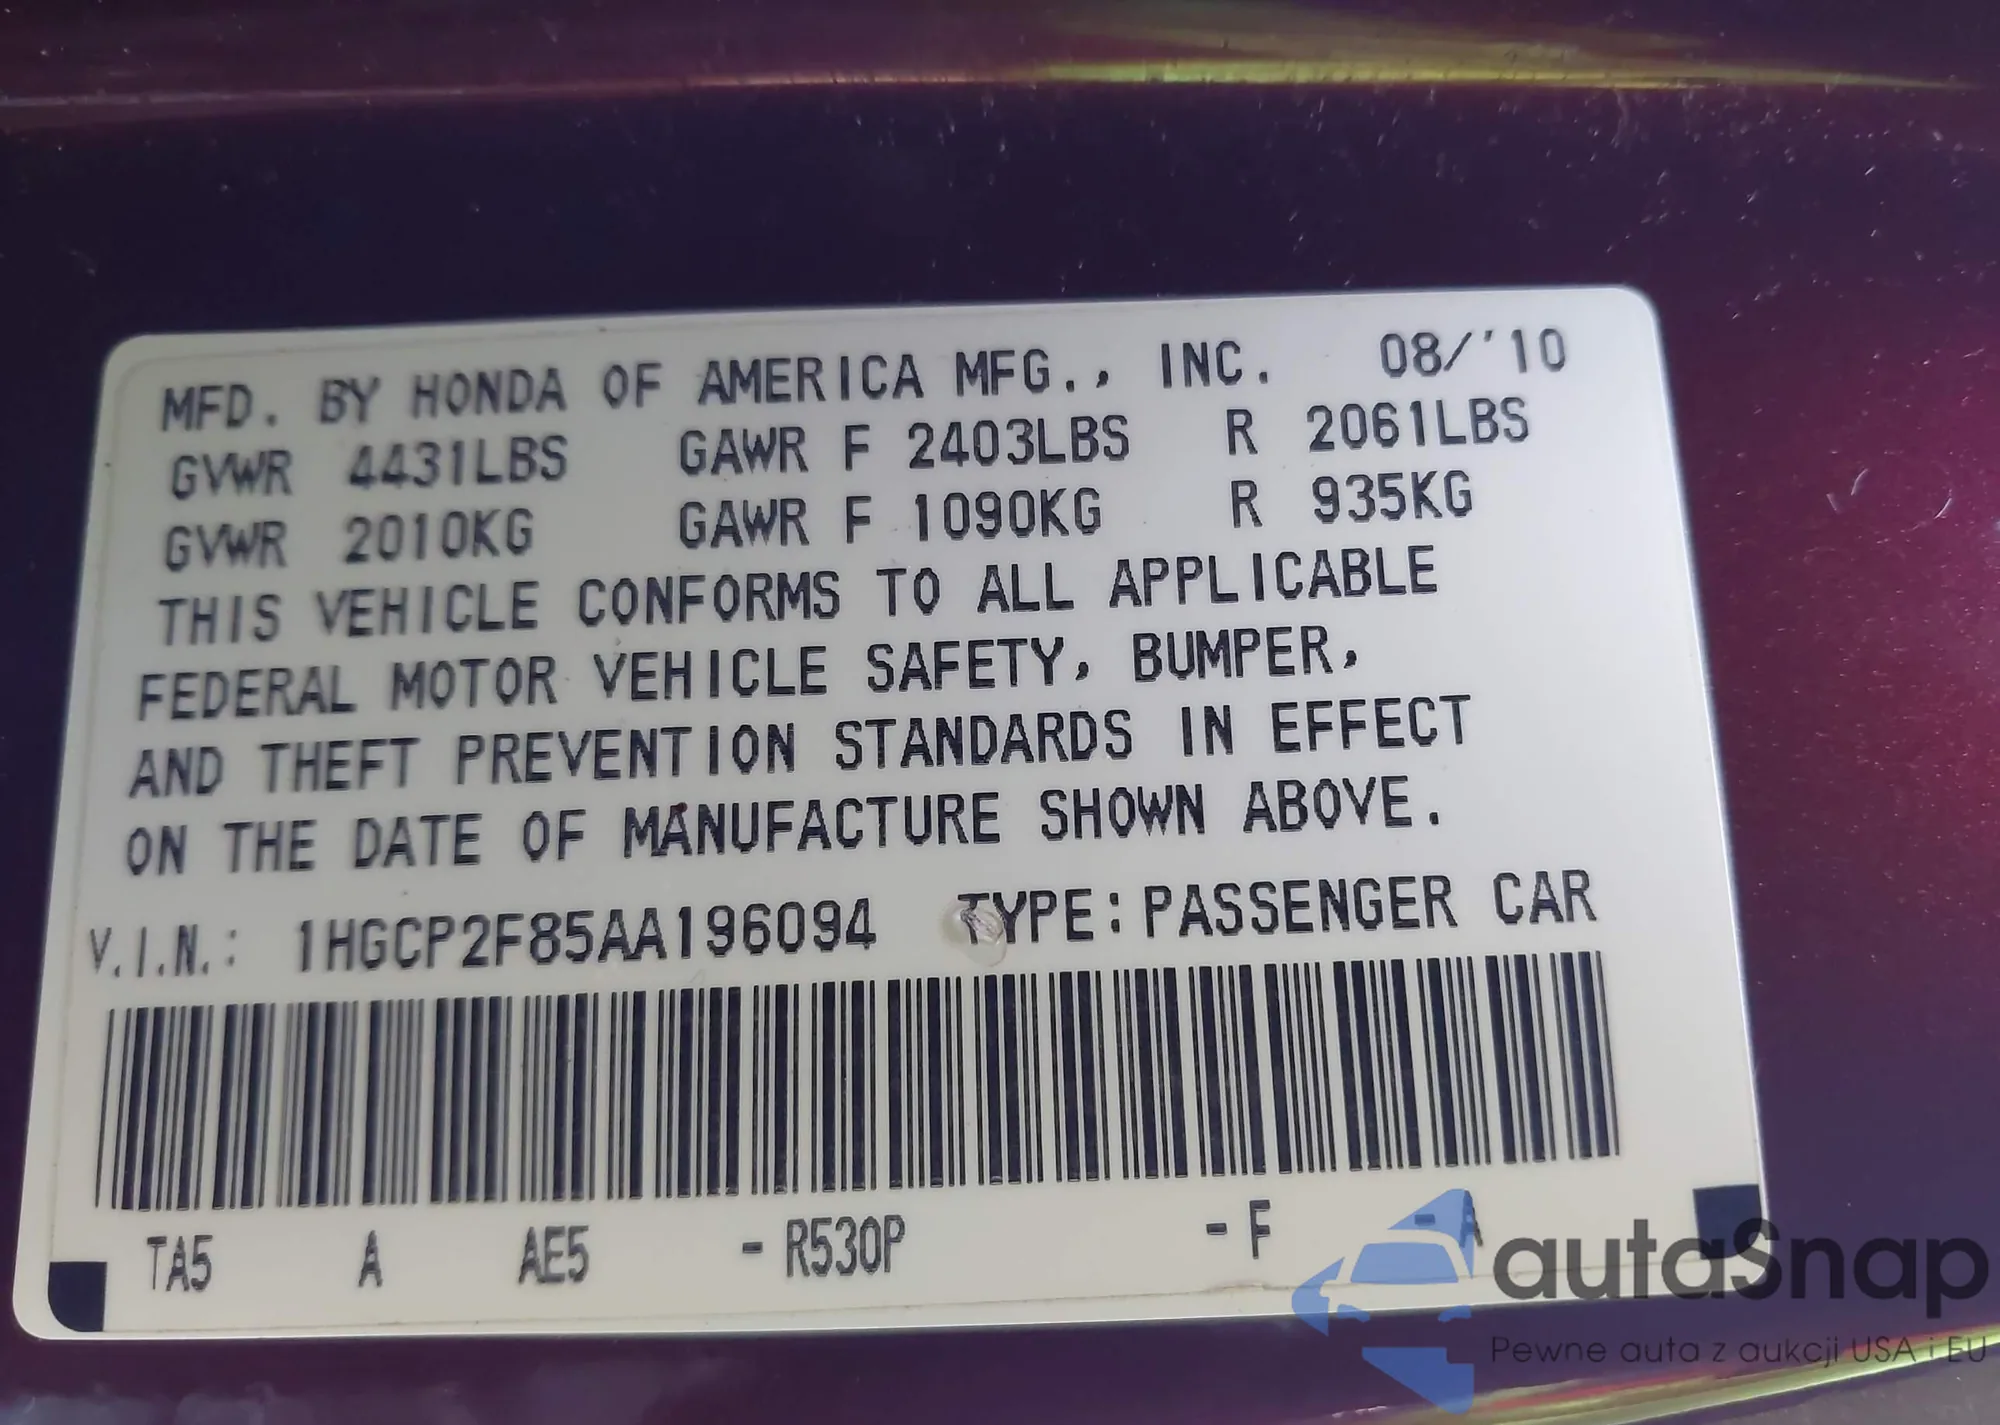 MFD. BY HONDA OF AMERICA MFG., INC. 08/'10
GVWR 4431LBS GAWR F 2403LBS R 2061LBS
GVWR 2010KG GAWR F 1090KG R 935KG
THIS VEHICLE CONFORMS TO ALL APPLICABLE
FEDERAL MOTOR VEHICLE SAFETY, BUMPER,
AND THEFT PREVENTION STANDARDS IN EFFECT
ON THE DATE OF MANUFACTURE SHOWN ABOVE.
V.I.N.: 1HGCP2F85AA196094 TYPE:PASSENGER CAR
TA5 A AE5 -R530P -F -A
autaSnap
Pewne auta z aukcji USA i EU